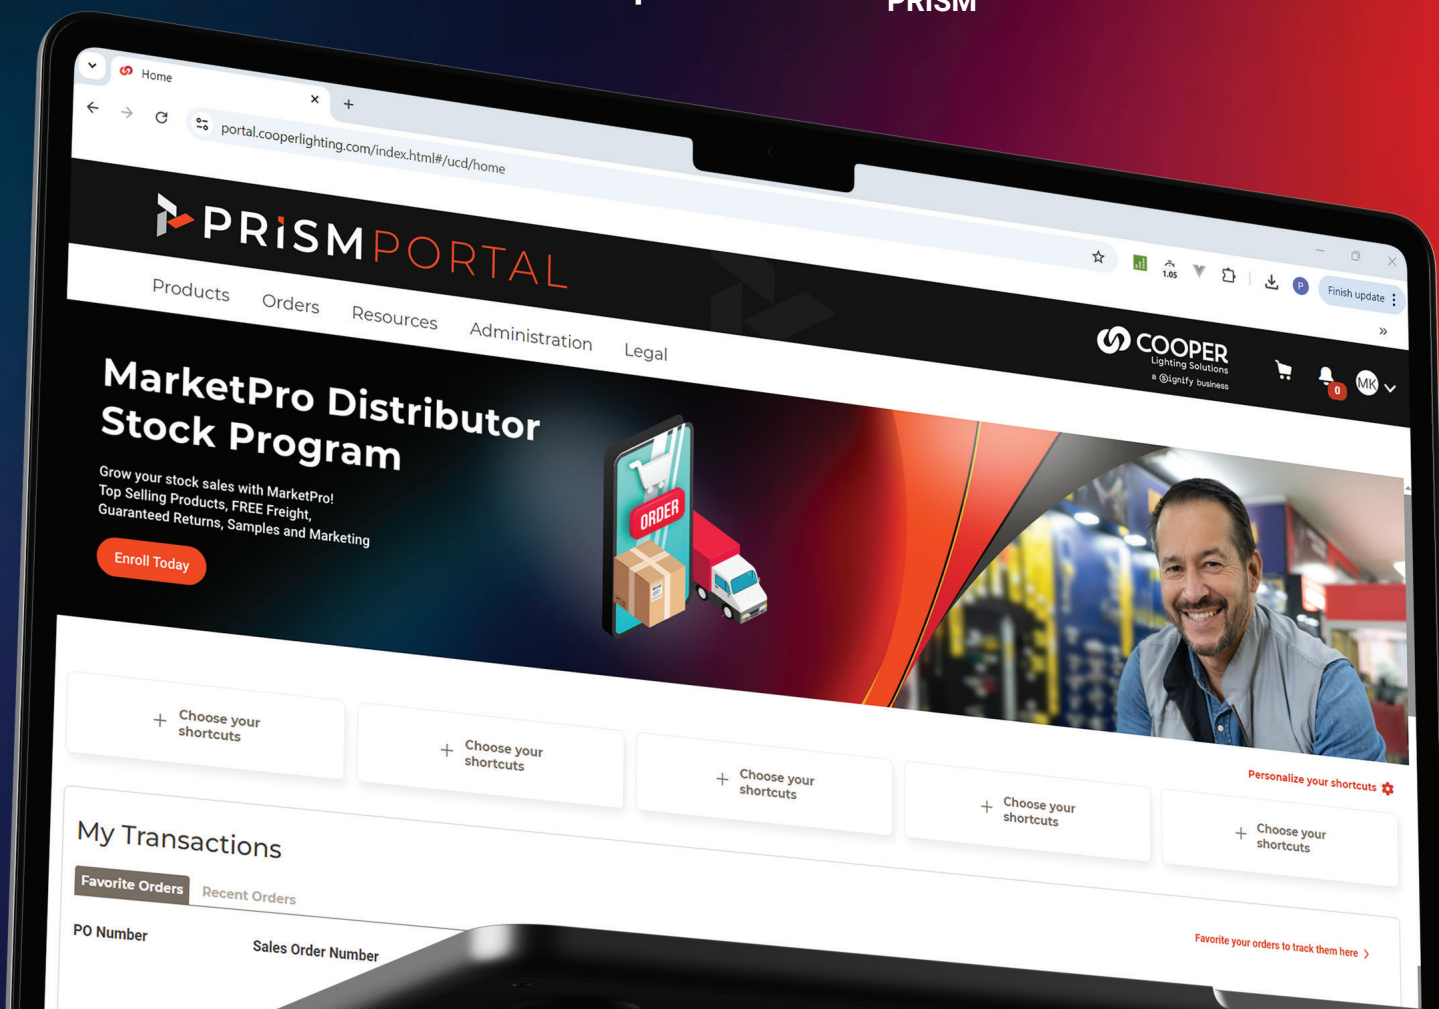 PRISM
Home
portal.cooperlighting.com/index.html#/ucd/home
1.05
P
Finish update
PRiSMPORTAL
COOPER
Lighting Solutions
a Signify business
0
MK
Products Orders Resources Administration Legal
MarketPro Distributor
Stock Program
Grow your stock sales with MarketPro!
Top Selling Products, FREE Freight,
Guaranteed Returns, Samples and Marketing
Enroll Today
ORDER
Personalize your shortcuts
Choose your
shortcuts
Choose your
shortcuts
Choose your
shortcuts
Choose your
shortcuts
Choose your
shortcuts
My Transactions
Favorite Orders Recent Orders
Favorite your orders to track them here
PO Number Sales Order Number